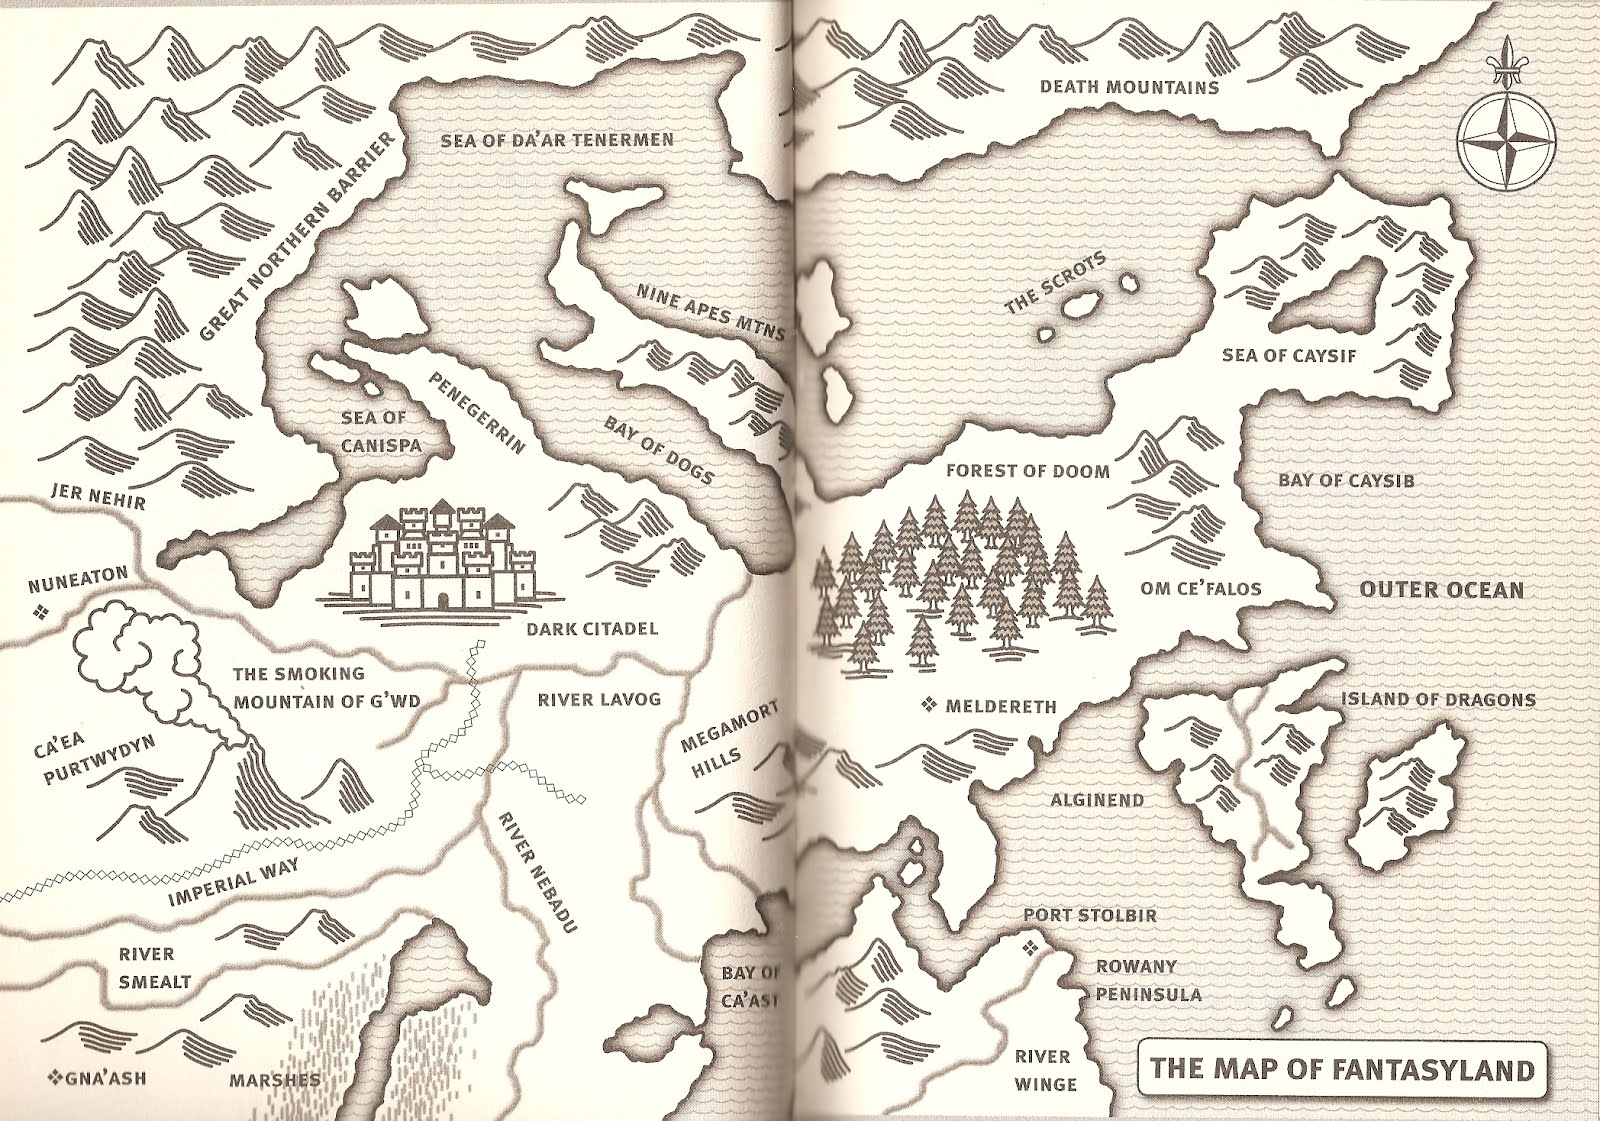 DEATH MOUNTAINS
SEA OF DA'AR TENERMEN
GREAT NORTHERN BARRIER
THE SCROTS
NINE APES MTNS
SEA OF CAYSIF
PENEGERRIN
SEA OF
CANISPA
BAY OF DOGS
FOREST OF DOOM
BAY OF CAYSIB
JER NEHIR
NUNEATON
OM CE'FALOS
OUTER OCEAN
DARK CITADEL
THE SMOKING
MOUNTAIN OF G'WD
RIVER LAVOG
ISLAND OF DRAGONS
MELDERETH
MEGAMORT
HILLS
CA'EA
PURTWYDYN
ALGINEND
RIVER NEBADU
IMPERIAL WAY
PORT STOLBIR
RIVER
SMEALT
BAY OF
CA'AST
ROWANY
PENINSULA
RIVER
WINGE
GNA'ASH
MARSHES
THE MAP OF FANTASYLAND